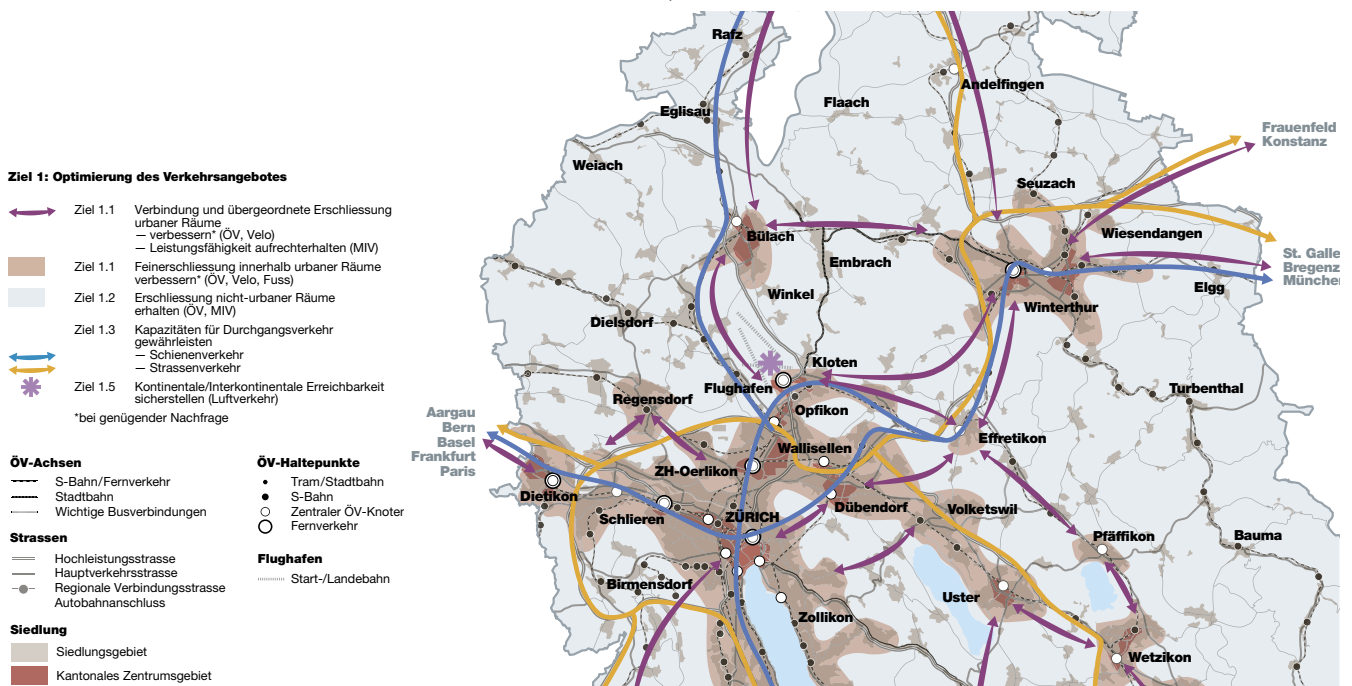 Ziel 1: Optimierung des Verkehrsangebotes
Ziel 1.1 Verbindung und übergeordnete Erschliessung
urbaner Räume
— verbessern* (ÖV, Velo)
— Leistungsfähigkeit aufrechterhalten (MIV)
Ziel 1.1 Feinerschliessung innerhalb urbaner Räume
verbessern* (ÖV, Velo, Fuss)
Ziel 1.2 Erschliessung nicht-urbaner Räume
erhalten (ÖV, MIV)
Ziel 1.3 Kapazitäten für Durchgangsverkehr
gewährleisten
— Schienenverkehr
— Strassenverkehr
Ziel 1.5 Kontinentale/Interkontinentale Erreichbarkeit
sicherstellen (Luftverkehr)
*bei genügender Nachfrage
ÖV-Achsen
S-Bahn/Fernverkehr
Stadtbahn
Wichtige Busverbindungen
Strassen
Hochleistungsstrasse
Hauptverkehrsstrasse
Regionale Verbindungsstrasse
Autobahnanschluss
Siedlung
Siedlungsgebiet
Kantonales Zentrumsgebiet
ÖV-Haltepunkte
Tram/Stadtbahn
S-Bahn
Zentraler ÖV-Knoter
Fernverkehr
Flughafen
Start-/Landebahn
Rafz
Andelfingen
Flaach
Eglisau
Frauenfeld
Konstanz
Weiach
Seuzach
Wiesendangen
Bülach
Embrach
St. Galle
Bregenz
Müncher
Elgg
Winkel
Winterthur
Dielsdorf
Kloten
Flughafen
Turbenthal
Regensdorf
Opfikon
Aargau
Bern
Basel
Frankfurt
Paris
Effretikon
Wallisellen
ZH-Oerlikon
Dietikon
Dübendorf
Volketswil
Schlieren
ZÜRICH
Pfäffikon
Bauma
Birmensdorf
Uster
Zollikon
Wetzikon